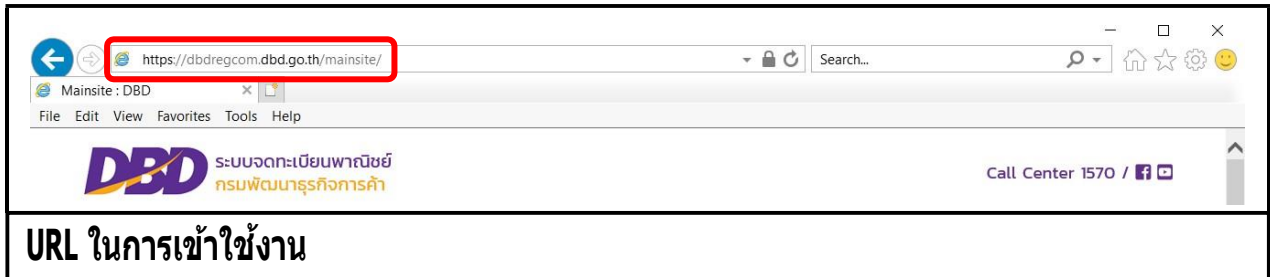 https://dbdregcom.dbd.go.th/mainsite/ Search...
Mainsite : DBD
File Edit View Favorites Tools Help
DBD ระบบจดทะเบียนพาณิชย์
กรมพัฒนาธุรกิจการค้า
Call Center 1570 /
URL ในการเข้าใช้งาน